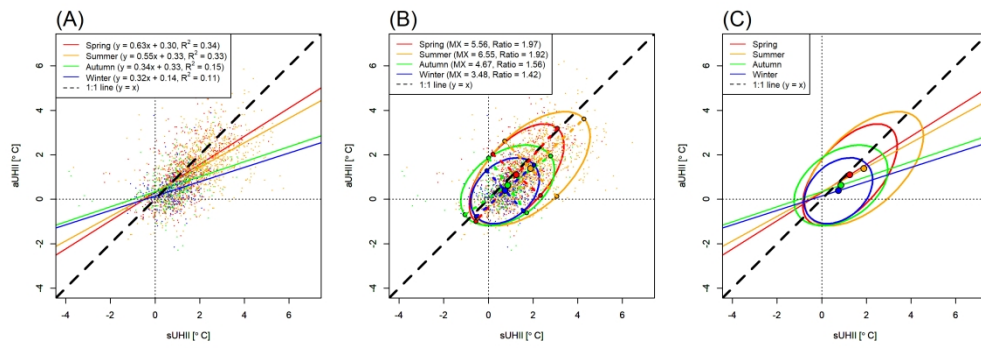 (A)
Spring (y = 0.63x + 0.30, R² = 0.34)
Summer (y = 0.55x + 0.33, R² = 0.33)
Autumn (y = 0.34x + 0.33, R² = 0.15)
Winter (y = 0.32x + 0.14, R² = 0.11)
1:1 line (y = x)
aUHII [° C]
6
4
2
0
-2
-4
-4 -2 0 2 4 6
sUHII [° C]
(B)
Spring (MX = 5.56, Ratio = 1.97)
Summer (MX = 6.55, Ratio = 1.92)
Autumn (MX = 4.67, Ratio = 1.56)
Winter (MX = 3.48, Ratio = 1.42)
1:1 line (y = x)
aUHII [° C]
6
4
2
0
-2
-4
-4 -2 0 2 4 6
sUHII [° C]
(C)
Spring
Summer
Autumn
Winter
1:1 line (y = x)
aUHII [° C]
6
4
2
0
-2
-4
-4 -2 0 2 4 6
sUHII [° C]